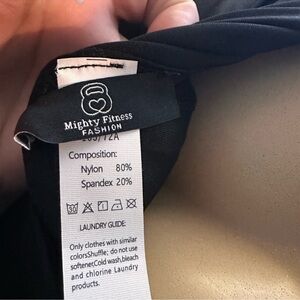 Mighty Fitness
FASHION
Composition:
Nylon 80%
Spandex 20%
LAUNDRY GUIDE:
Only clothes with similar
colorsShuffle; do not use
softener,Cold wash,bleach
and chlorine Laundry
products.